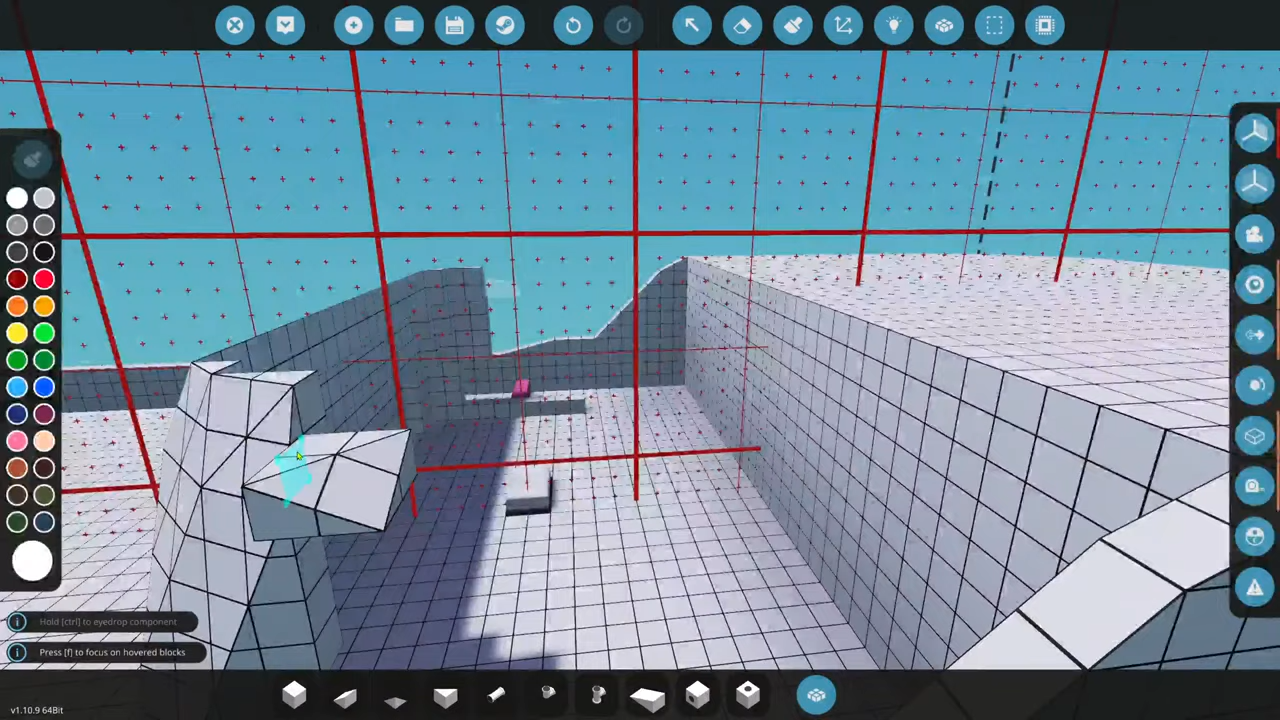 Hold [ctrl] to eyedrop component
Press [f] to focus on hovered blocks
v1.10.9 64Bit